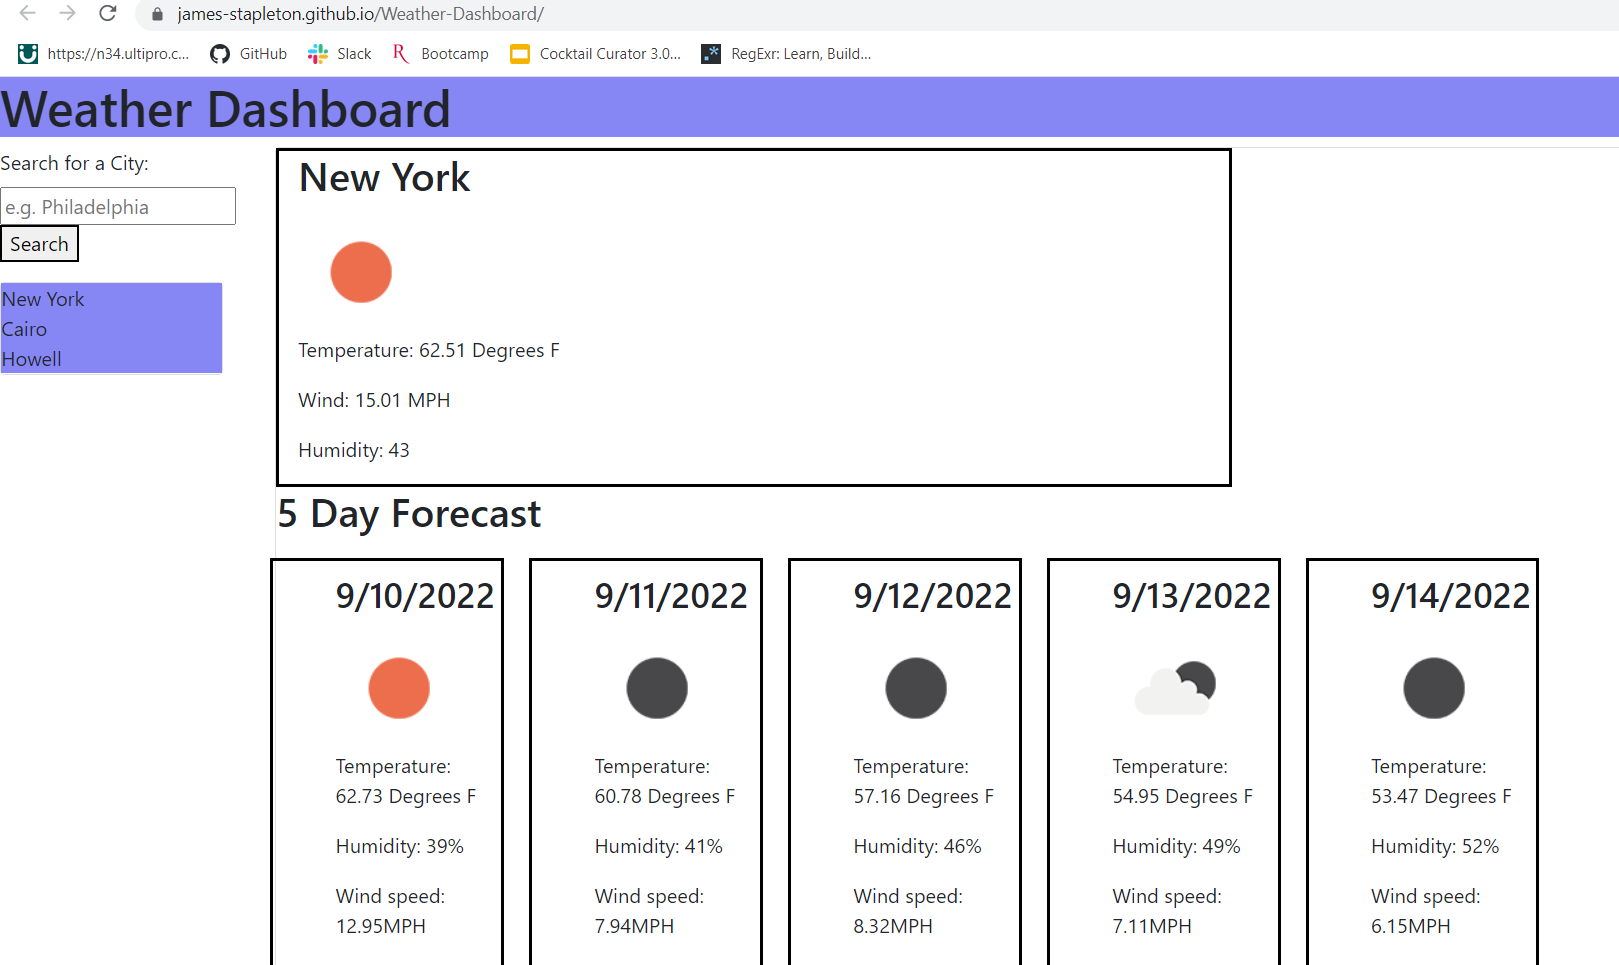 james-stapleton.github.io/Weather-Dashboard/
https://n34.ultipro.c... GitHub Slack Bootcamp Cocktail Curator 3.0... RegExr: Learn, Build...
Weather Dashboard
Search for a City:
e.g. Philadelphia
Search
New York
Cairo
Howell
New York
Temperature: 62.51 Degrees F
Wind: 15.01 MPH
Humidity: 43
5 Day Forecast
9/10/2022
Temperature:
62.73 Degrees F
Humidity: 39%
Wind speed:
12.95MPH
9/11/2022
Temperature:
60.78 Degrees F
Humidity: 41%
Wind speed:
7.94MPH
9/12/2022
Temperature:
57.16 Degrees F
Humidity: 46%
Wind speed:
8.32MPH
9/13/2022
Temperature:
54.95 Degrees F
Humidity: 49%
Wind speed:
7.11MPH
9/14/2022
Temperature:
53.47 Degrees F
Humidity: 52%
Wind speed:
6.15MPH